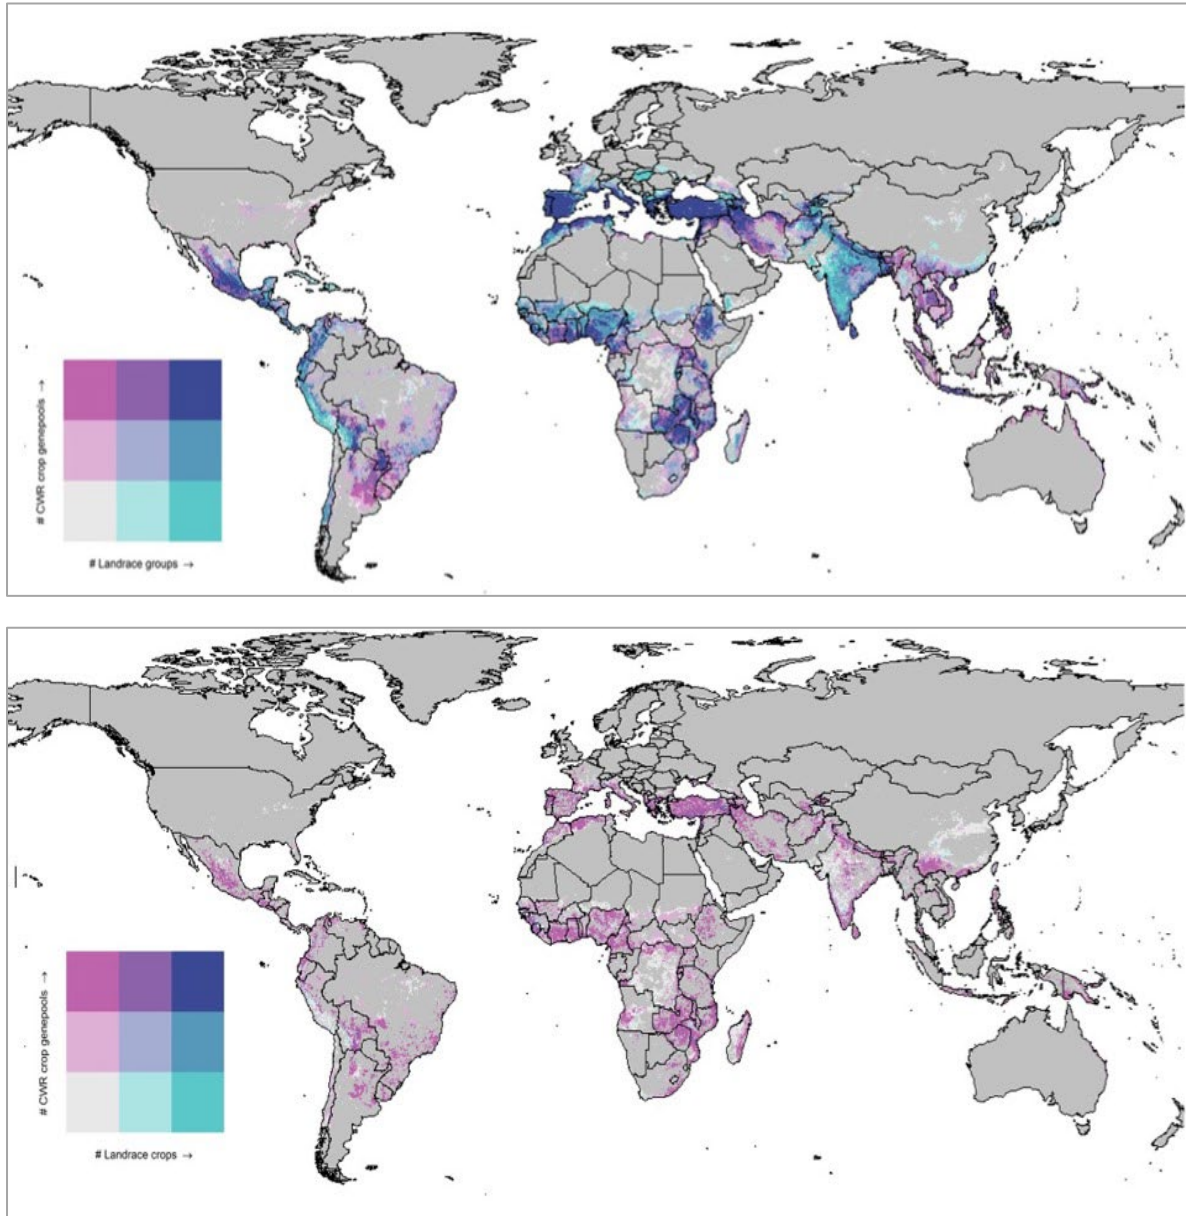 # CWR crop genepools →
# Landrace groups →
# CWR crop genepools →
# Landrace crops →